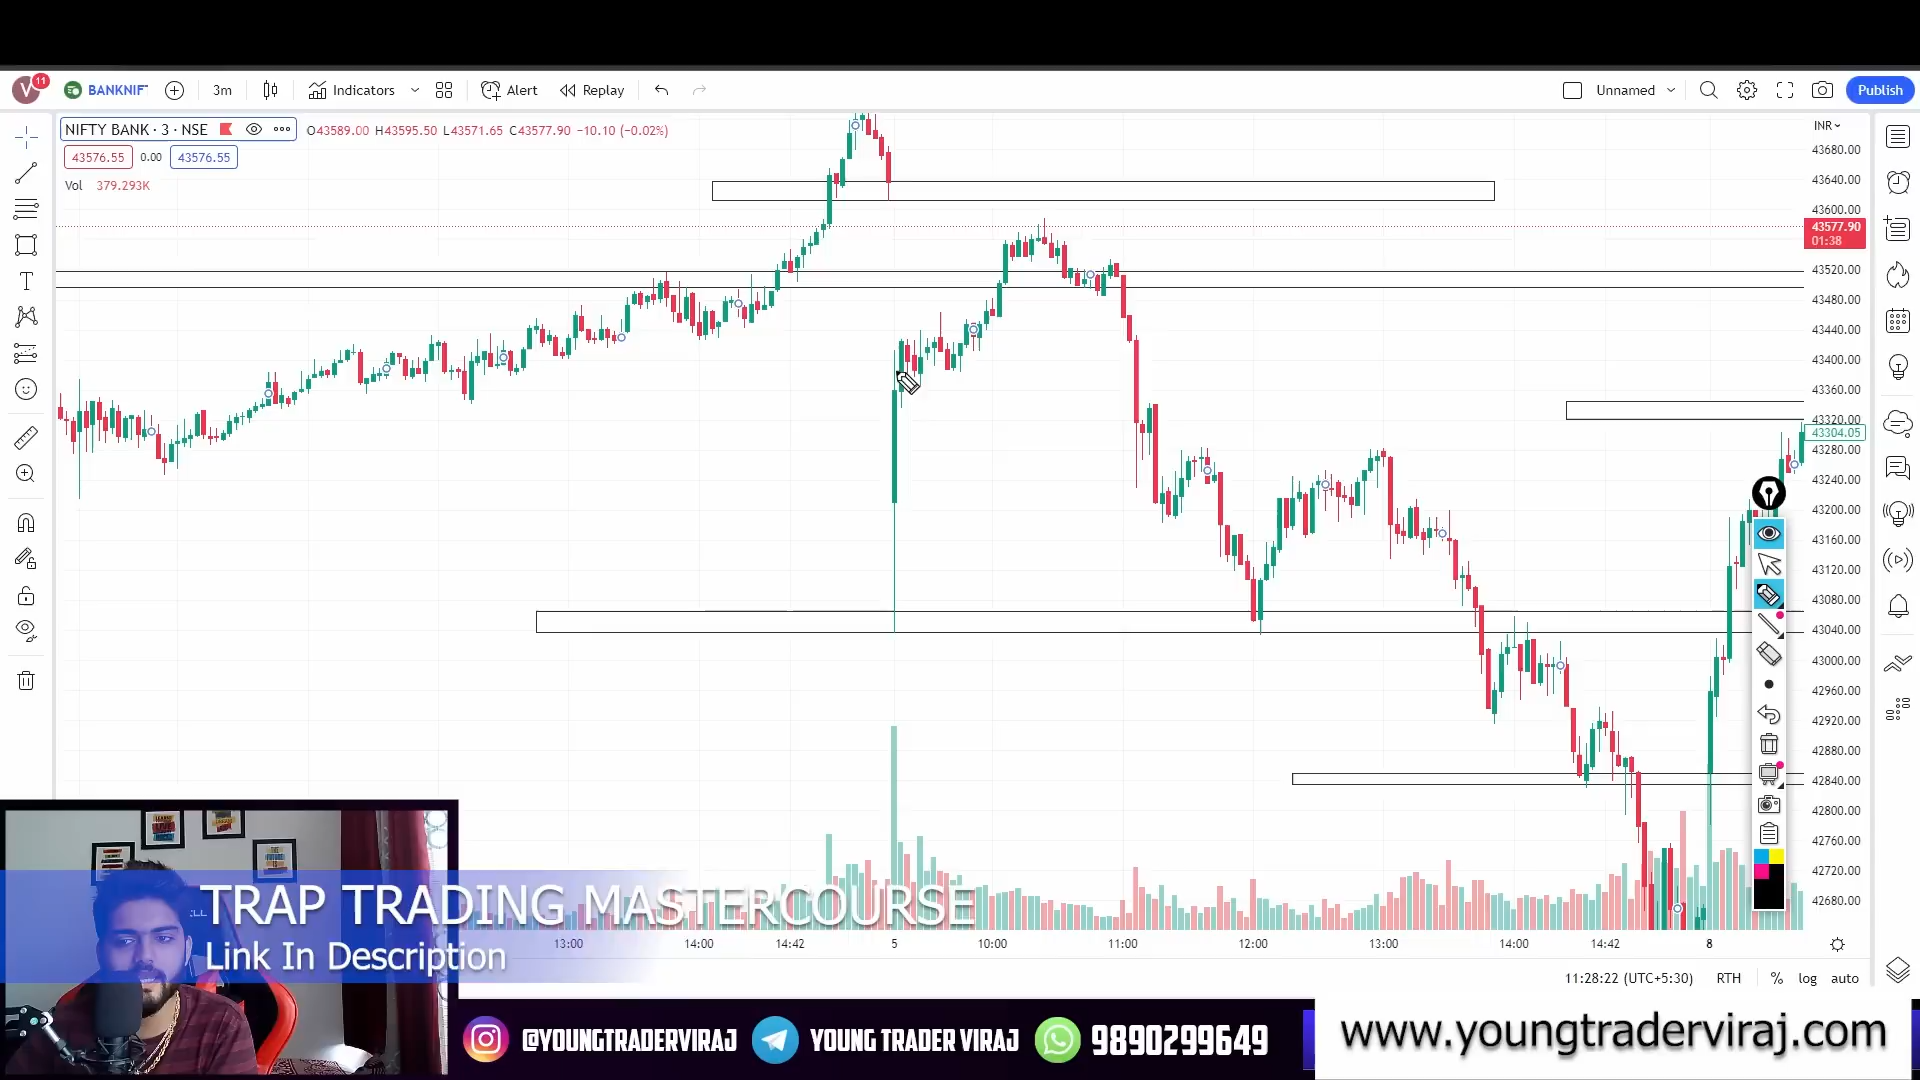 V 11 BANKNIF 3m Indicators Alert Replay Unnamed Publish
NIFTY BANK · 3 · NSE O43589.00 H43595.50 L43571.65 C43577.90 −10.10 (−0.02%)
43576.55 0.00 43576.55
Vol 379.293K
INR
43680.00
43640.00
43600.00
43577.90
01:38
43520.00
43480.00
43440.00
43400.00
43360.00
43320.00
43304.05
43280.00
43240.00
43200.00
43160.00
43120.00
43080.00
43040.00
43000.00
42960.00
42920.00
42880.00
42840.00
42800.00
42760.00
42720.00
42680.00
13:00 14:00 14:42 5 10:00 11:00 12:00 13:00 14:00 14:42 8
11:28:22 (UTC+5:30) RTH % log auto
TRAP TRADING MASTERCOURSE
Link In Description
@YOUNGTRADERVIRAJ YOUNG TRADER VIRAJ 9890299649
www.youngtraderviraj.com